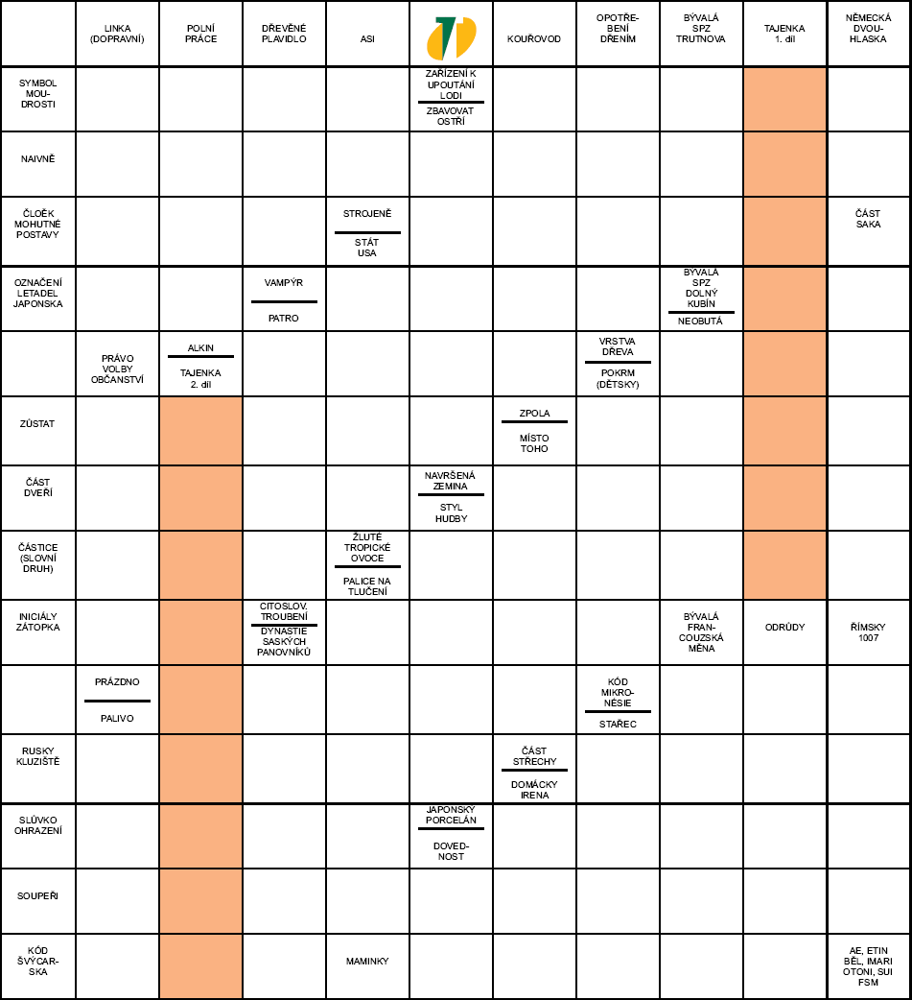 LINKA
(DOPRAVNÍ)
POLNÍ
PRÁCE
DŘEVĚNÉ
PLAVIDLO
ASI
KOUŘOVOD
OPOTŘE-
BENÍ
DŘENÍM
BÝVALÁ
SPZ
TRUTNOVA
TAJENKA
1. díl
NĚMECKÁ
DVOU-
HLASKA
SYMBOL
MOU-
DROSTI
ZAŘÍZENÍ K
UPOUTÁNÍ
LODI
ZBAVOVAT
OSTŘÍ
NAIVNĚ
ČLOĚK
MOHUTNÉ
POSTAVY
STROJENĚ
STÁT
USA
ČÁST
SAKA
OZNAČENÍ
LETADEL
JAPONSKA
VAMPÝR
PATRO
BÝVALÁ
SPZ
DOLNÝ
KUBÍN
NEOBUTÁ
PRÁVO
VOLBY
OBČANSTVÍ
ALKIN
TAJENKA
2. díl
VRSTVA
DŘEVA
POKRM
(DĚTSKY)
ZŮSTAT
ZPOLA
MÍSTO
TOHO
ČÁST
DVEŘÍ
NAVRŠENÁ
ZEMINA
STYL
HUDBY
ČÁSTICE
(SLOVNÍ
DRUH)
ŽLUTÉ
TROPICKÉ
OVOCE
PALICE NA
TLUČENÍ
INICIÁLY
ZÁTOPKA
CITOSLOV.
TROUBENÍ
DYNASTIE
SASKÝCH
PANOVNÍKŮ
BÝVALÁ
FRAN-
COUZSKÁ
MĚNA
ODRŮDY
ŘÍMSKY
1007
PRÁZDNO
PALIVO
KÓD
MIKRO-
NÉSIE
STAŘEC
RUSKY
KLUZIŠTĚ
ČÁST
STŘECHY
DOMÁCKY
IRENA
SLŮVKO
OHRAZENÍ
JAPONSKÝ
PORCELÁN
DOVED-
NOST
SOUPEŘI
KÓD
ŠVÝCAR-
SKA
MAMINKY
AE, ETIN
BĚL, IMARI
OTONI, SUI
FSM